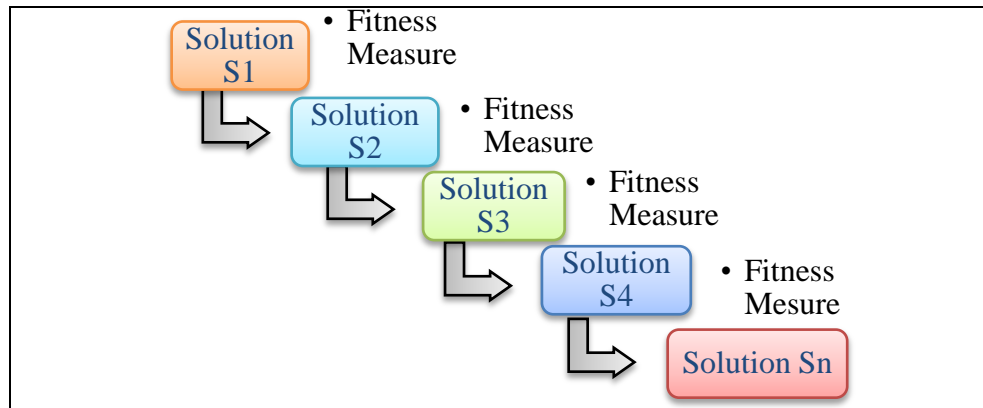 Solution
S1
• Fitness
Measure
Solution
S2
• Fitness
Measure
Solution
S3
• Fitness
Measure
Solution
S4
• Fitness
Mesure
Solution Sn